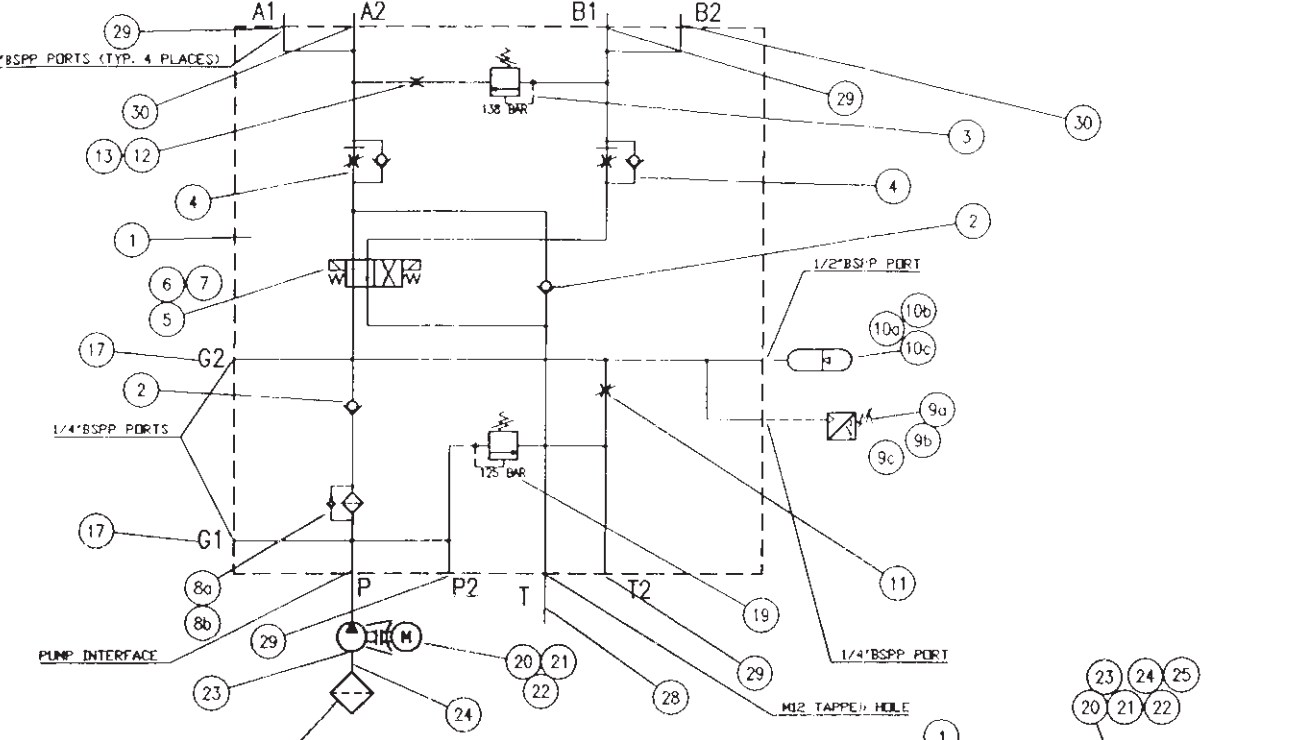 A1 A2 B1 B2
29
"BSPP PORTS (TYP. 4 PLACES)
138 BAR
29
30
30
3
13 12
4
4
1
2
1/2"BSPP PORT
6 7
5
10b
10a
10c
17
G2
2
9a
9b
9c
1/4"BSPP PORTS
125 BAR
17
G1
11
8a
P P2 T T2
8b
19
29
PUMP INTERFACE
1/4"BSPP PORT
20 21
22
29
23
24
28
M12 TAPPED HOLE
23 24 25
20 21 22
1